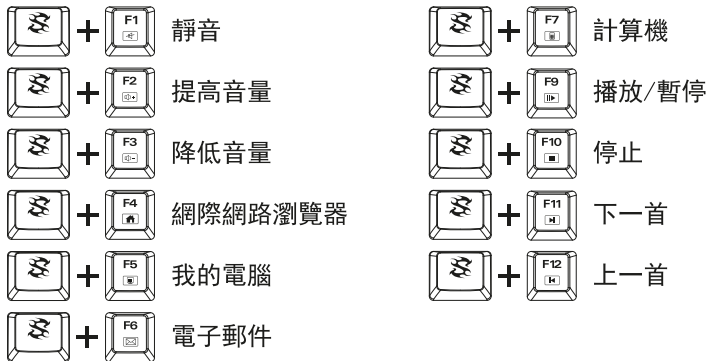 F1 靜音
F2 提高音量
F3 降低音量
F4 網際網路瀏覽器
F5 我的電腦
F6 電子郵件
F7 計算機
F9 播放/暫停
F10 停止
F11 下一首
F12 上一首